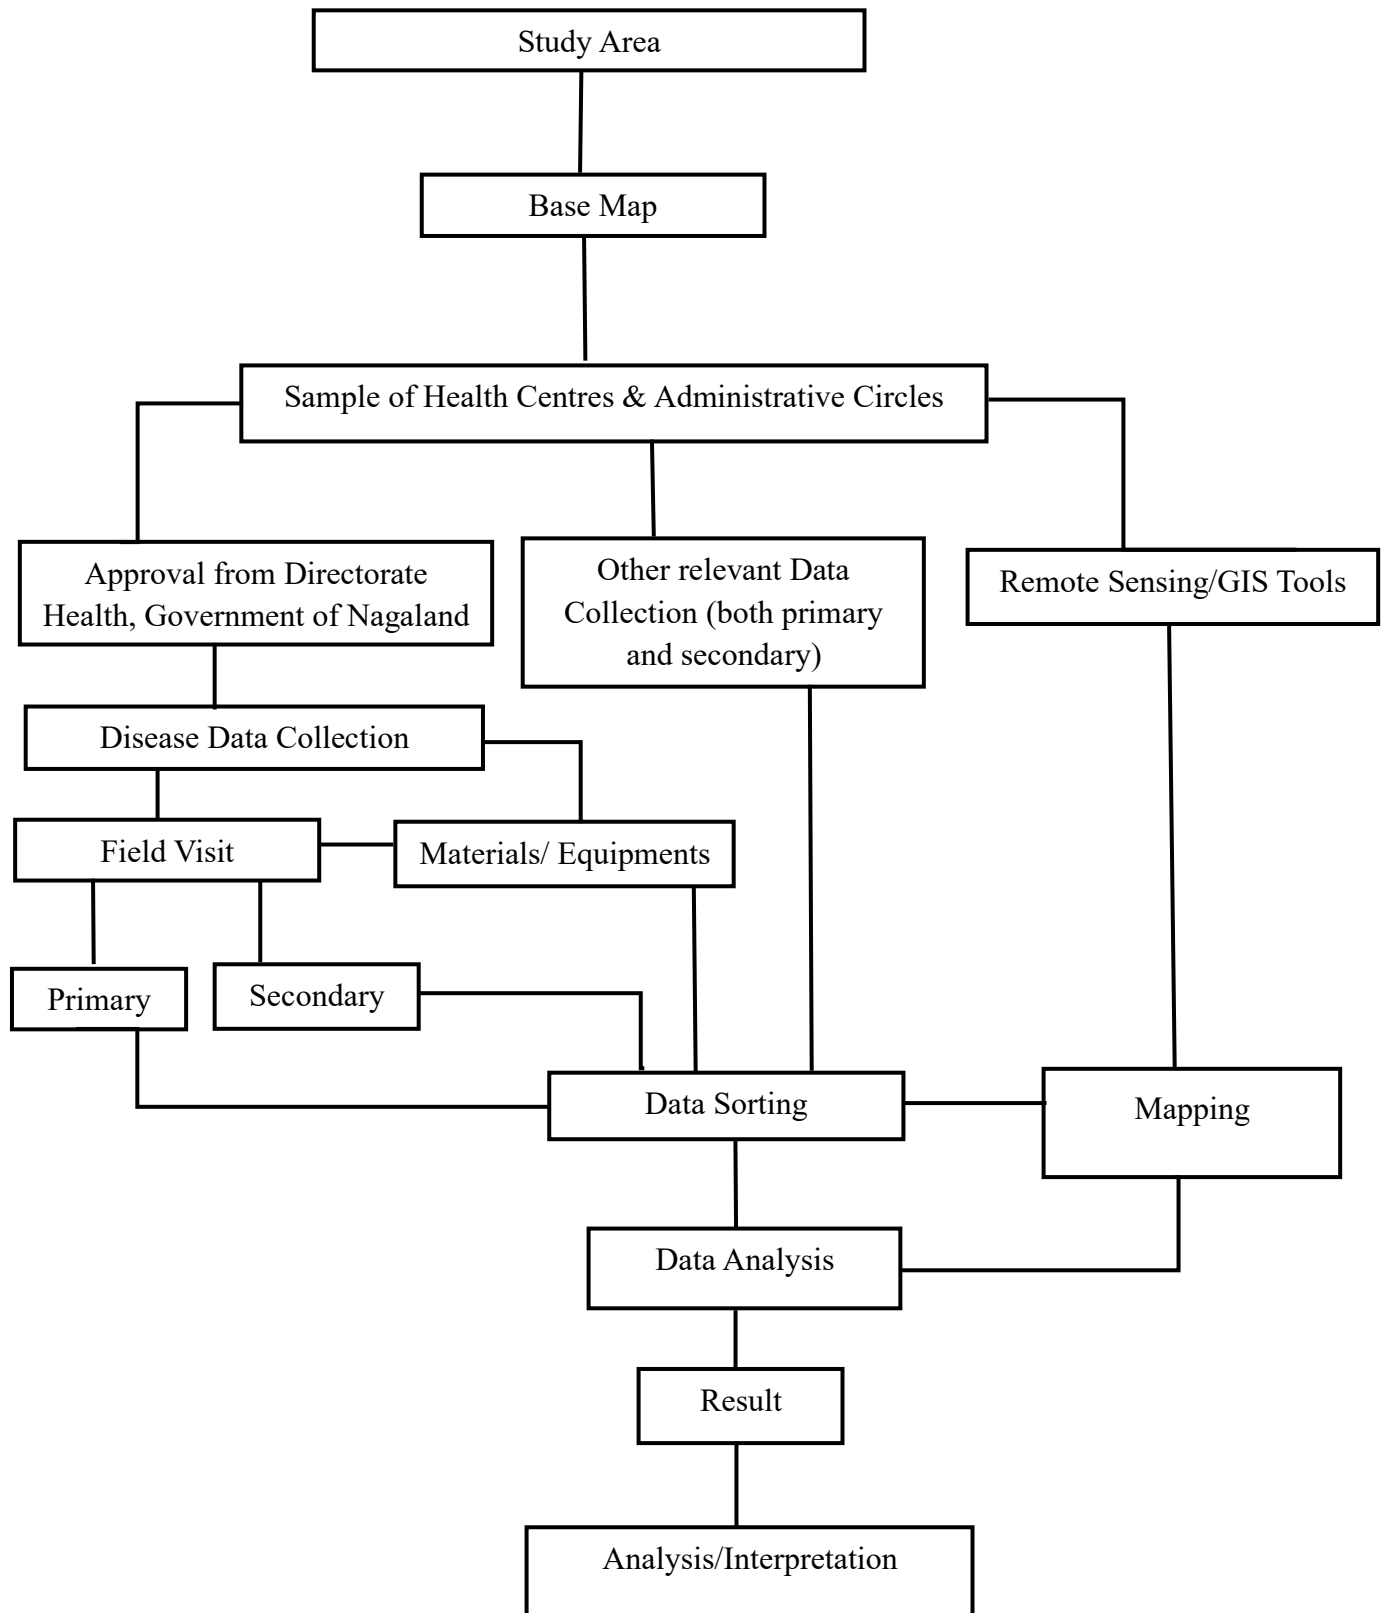 Study Area
Base Map
Sample of Health Centres & Administrative Circles
Approval from Directorate
Health, Government of Nagaland
Other relevant Data
Collection (both primary
and secondary)
Remote Sensing/GIS Tools
Disease Data Collection
Field Visit
Materials/ Equipments
Primary
Secondary
Data Sorting
Mapping
Data Analysis
Result
Analysis/Interpretation